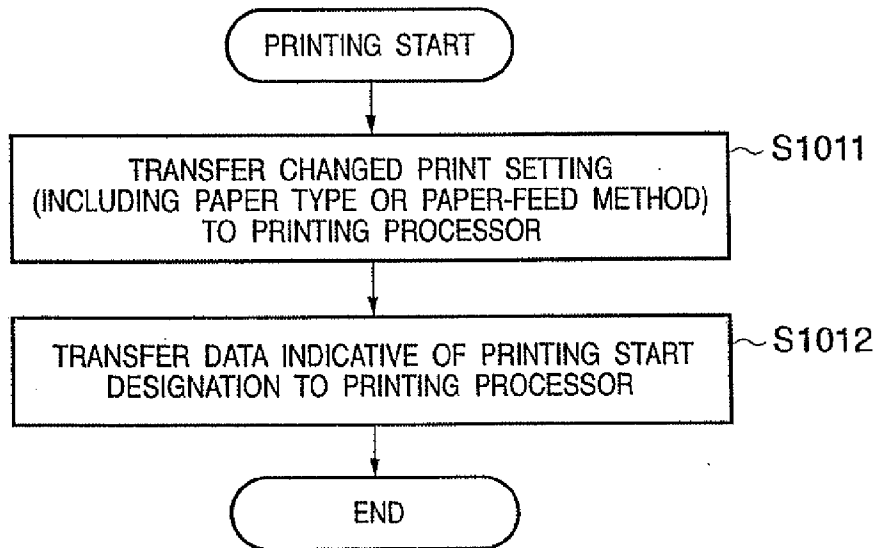 PRINTING START
S1011
TRANSFER CHANGED PRINT SETTING
(INCLUDING PAPER TYPE OR PAPER-FEED METHOD)
TO PRINTING PROCESSOR
S1012
TRANSFER DATA INDICATIVE OF PRINTING START
DESIGNATION TO PRINTING PROCESSOR
END